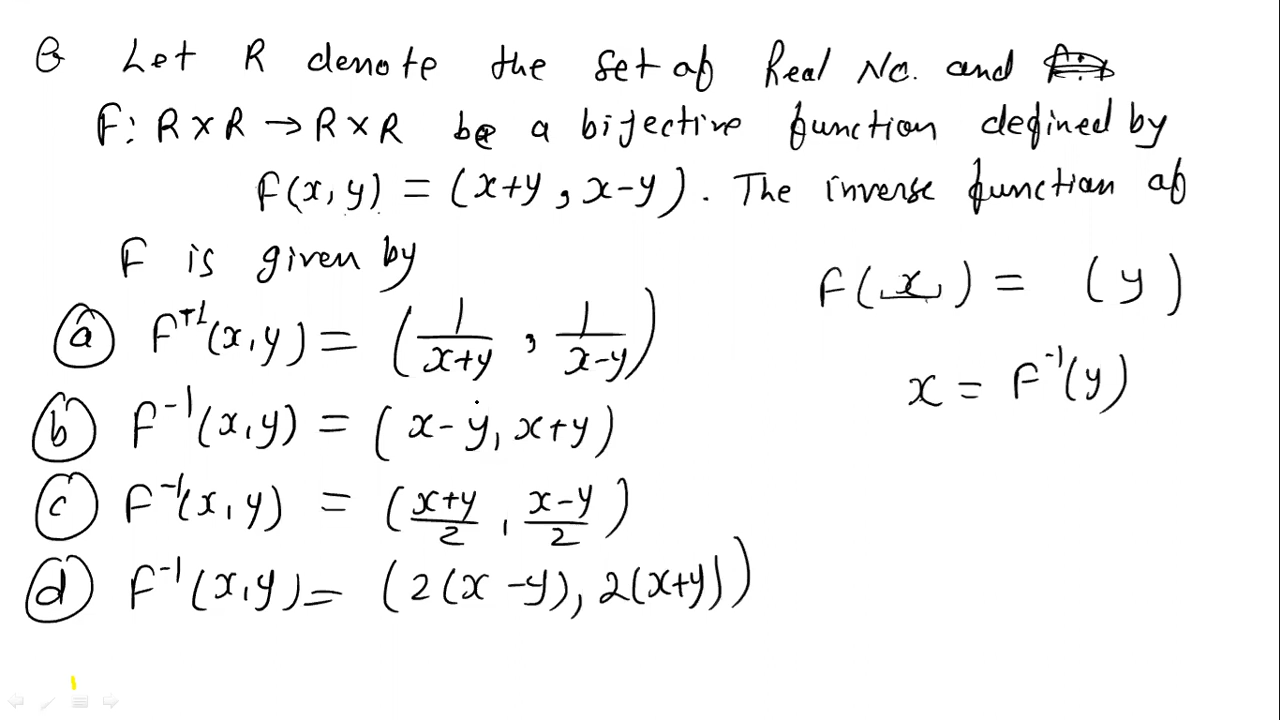 Q Let R denote the set of Real No. and
F: R×R → R×R be a bijective function defined by
F(x, y) = (x+y, x-y). The inverse function of
F is given by
F(x) = (y)
x = F⁻¹(y)
(a) F⁻¹(x,y) = (1/(x+y), 1/(x-y))
(b) F⁻¹(x,y) = (x-y, x+y)
(c) F⁻¹(x,y) = ((x+y)/2, (x-y)/2)
(d) F⁻¹(x,y) = (2(x-y), 2(x+y))